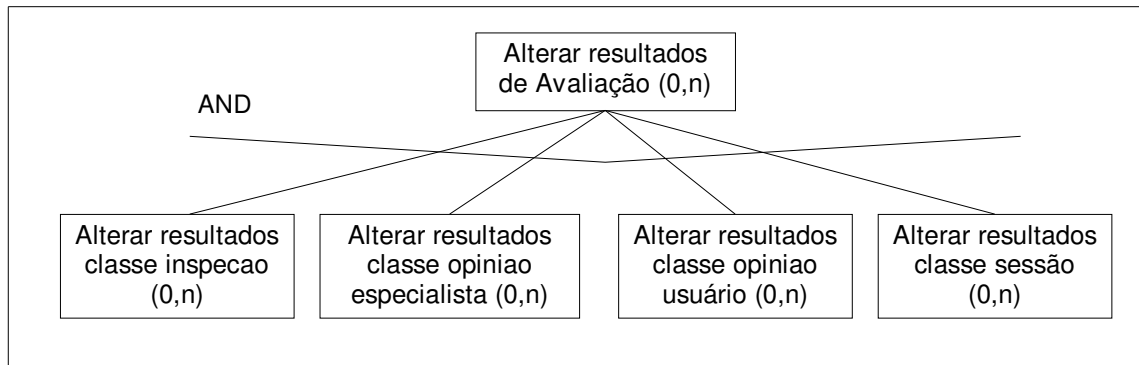 Alterar resultados
de Avaliação (0,n)
AND
Alterar resultados
classe inspecao
(0,n)
Alterar resultados
classe opiniao
especialista (0,n)
Alterar resultados
classe opiniao
usuário (0,n)
Alterar resultados
classe sessão
(0,n)